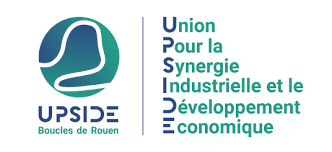 UPSIDE
Boucles de Rouen
Union
Pour la
Synergie
Industrielle et le
Développement
Economique